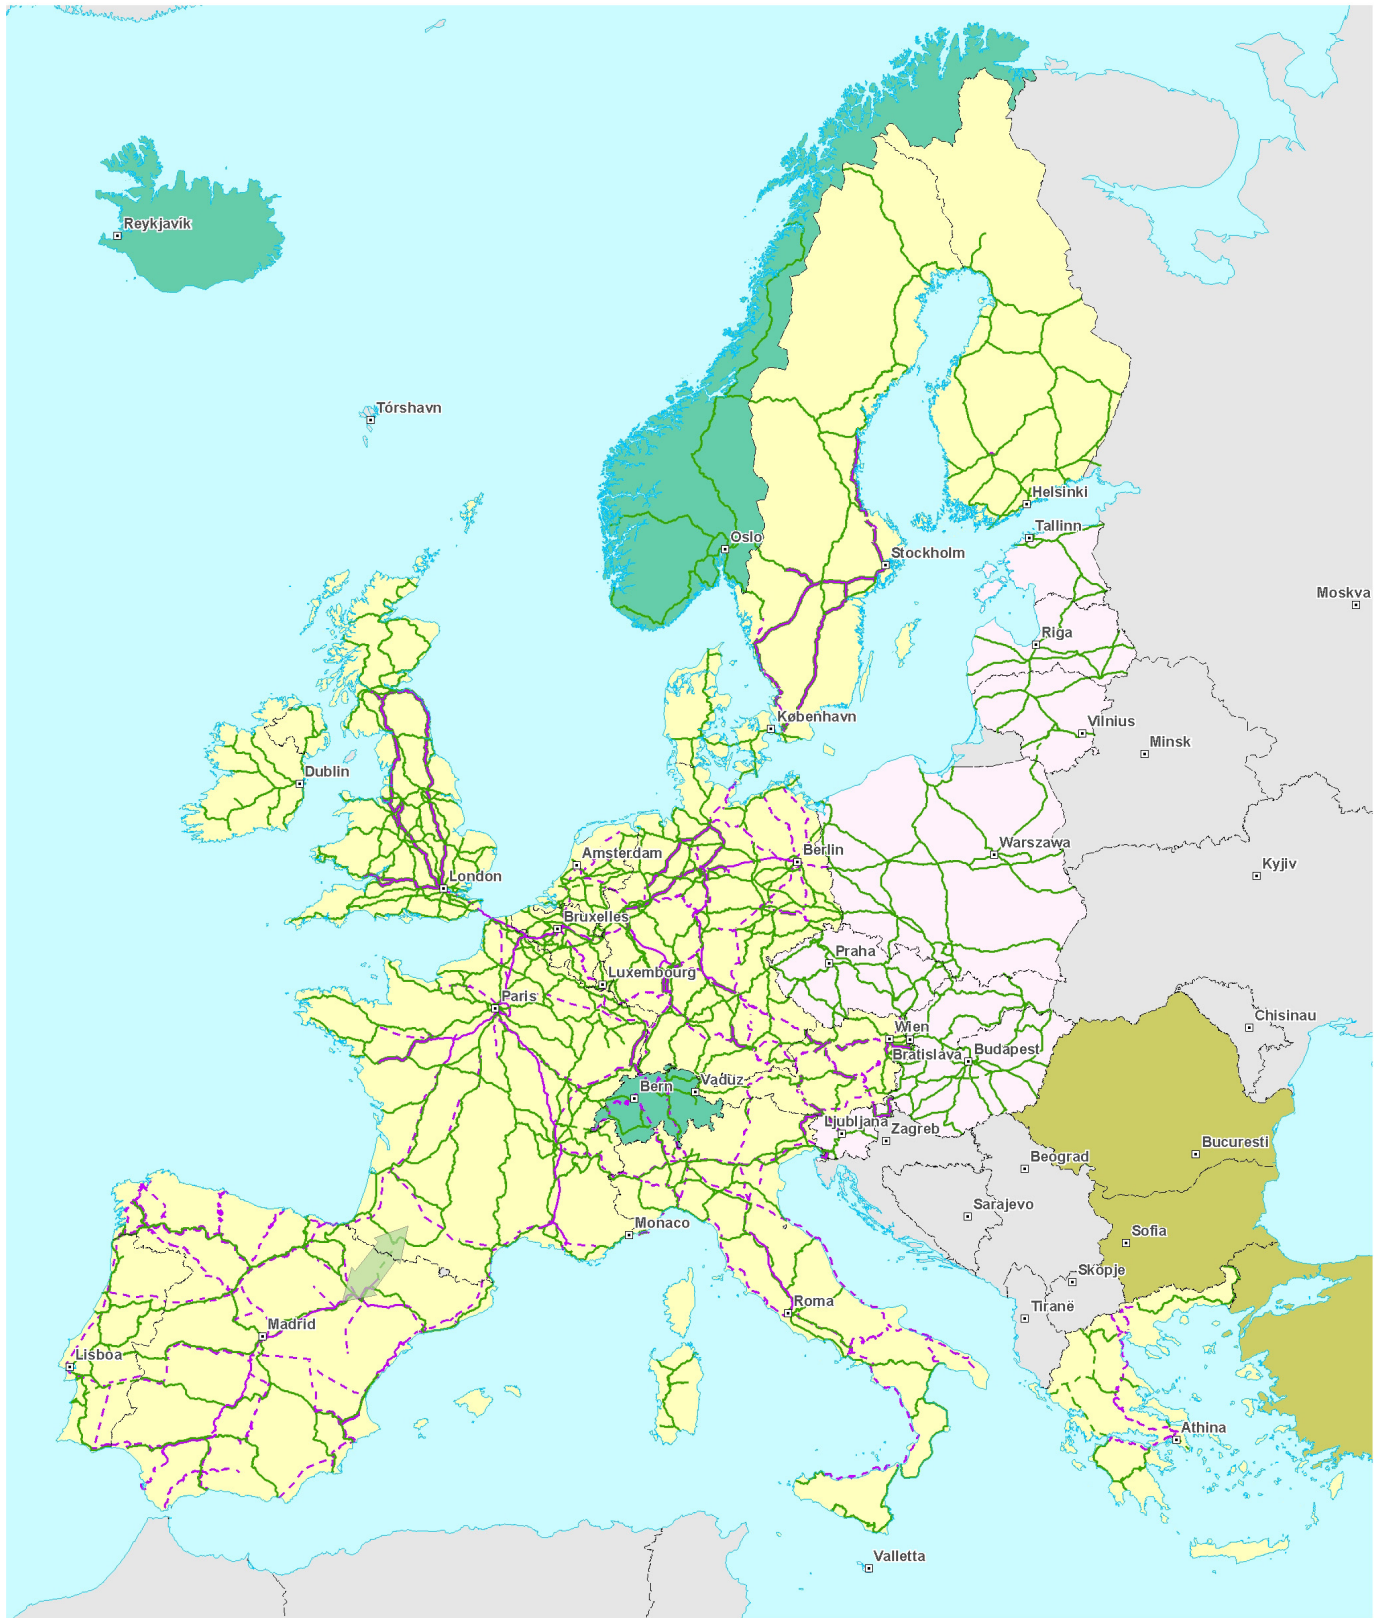 Reykjavík
Tórshavn
Helsinki
Tallinn
Oslo
Stockholm
Moskva
Riga
København
Vilnius
Minsk
Dublin
Warszawa
Berlin
Amsterdam
Kyjiv
London
Bruxelles
Praha
Luxembourg
Paris
Chisinau
Wien
Budapest
Bratislava
Vaduz
Bern
Ljubljana
Zagreb
Bucuresti
Beograd
Sarajevo
Monaco
Sofia
Skopje
Roma
Tiranë
Madrid
Lisboa
Athina
Valletta